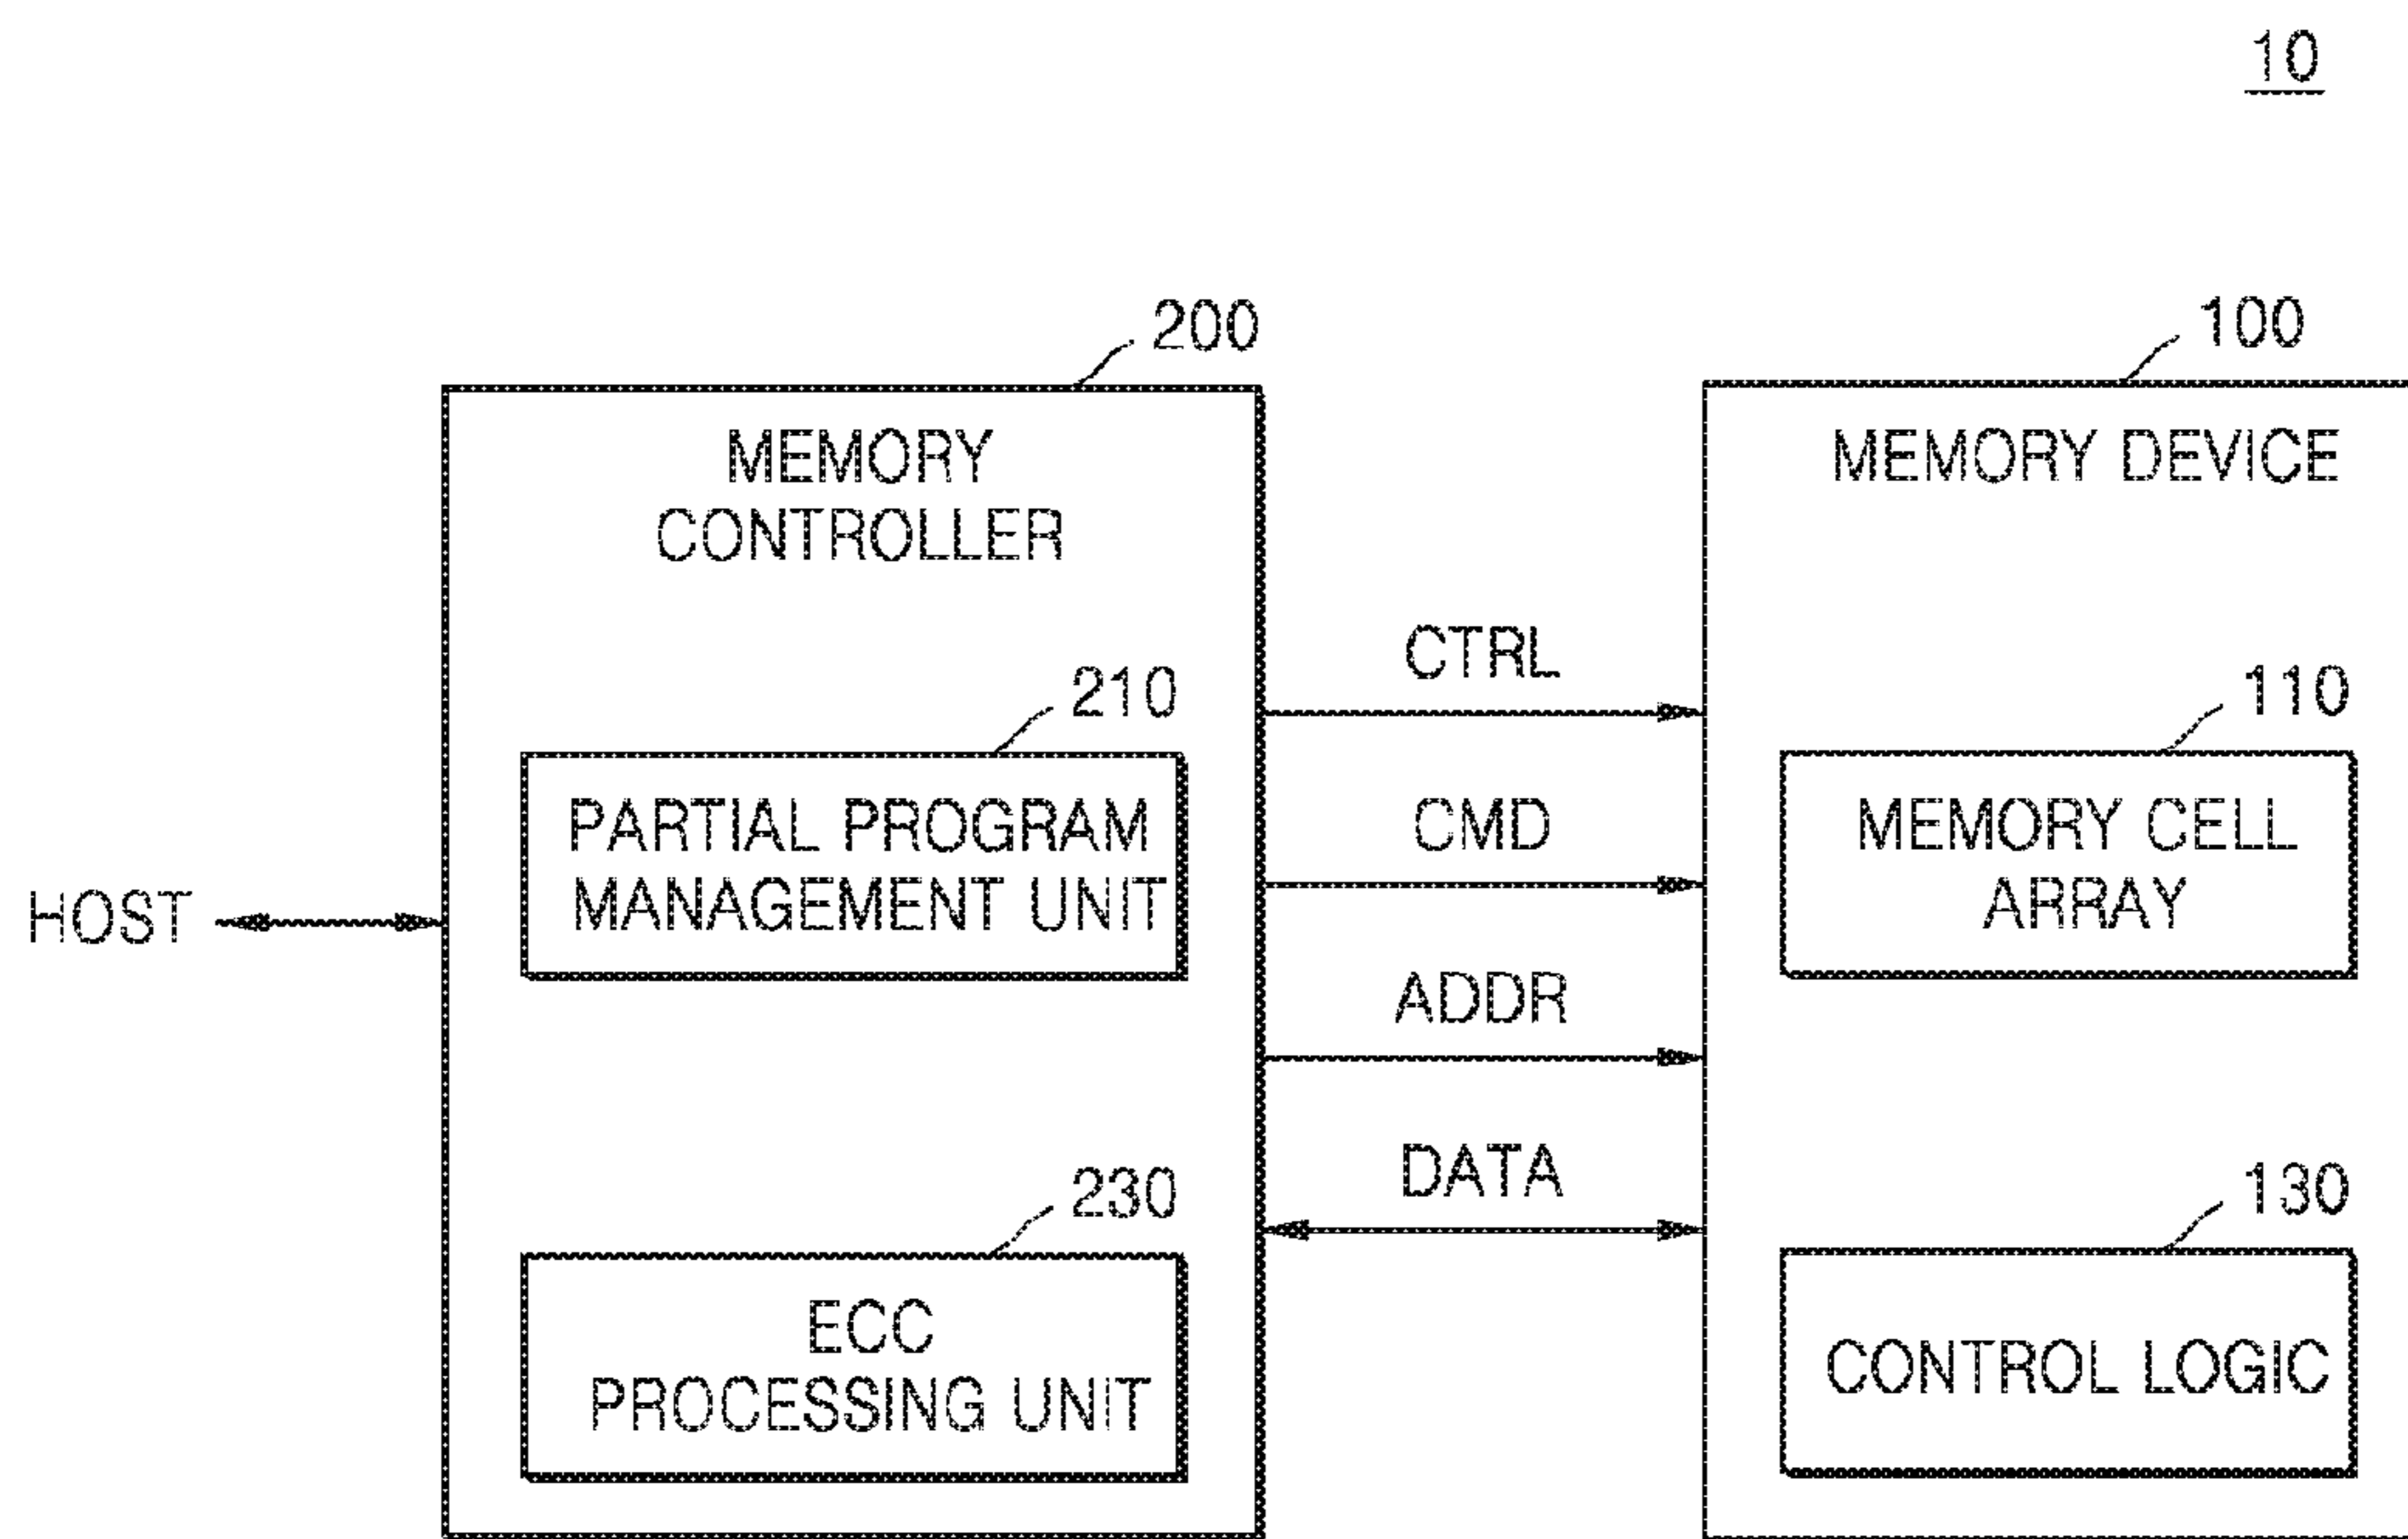 10
200
100
MEMORY
CONTROLLER
MEMORY DEVICE
CTRL
210
110
PARTIAL PROGRAM
MANAGEMENT UNIT
CMD
MEMORY CELL
ARRAY
HOST
ADDR
DATA
230
130
ECC
PROCESSING UNIT
CONTROL LOGIC